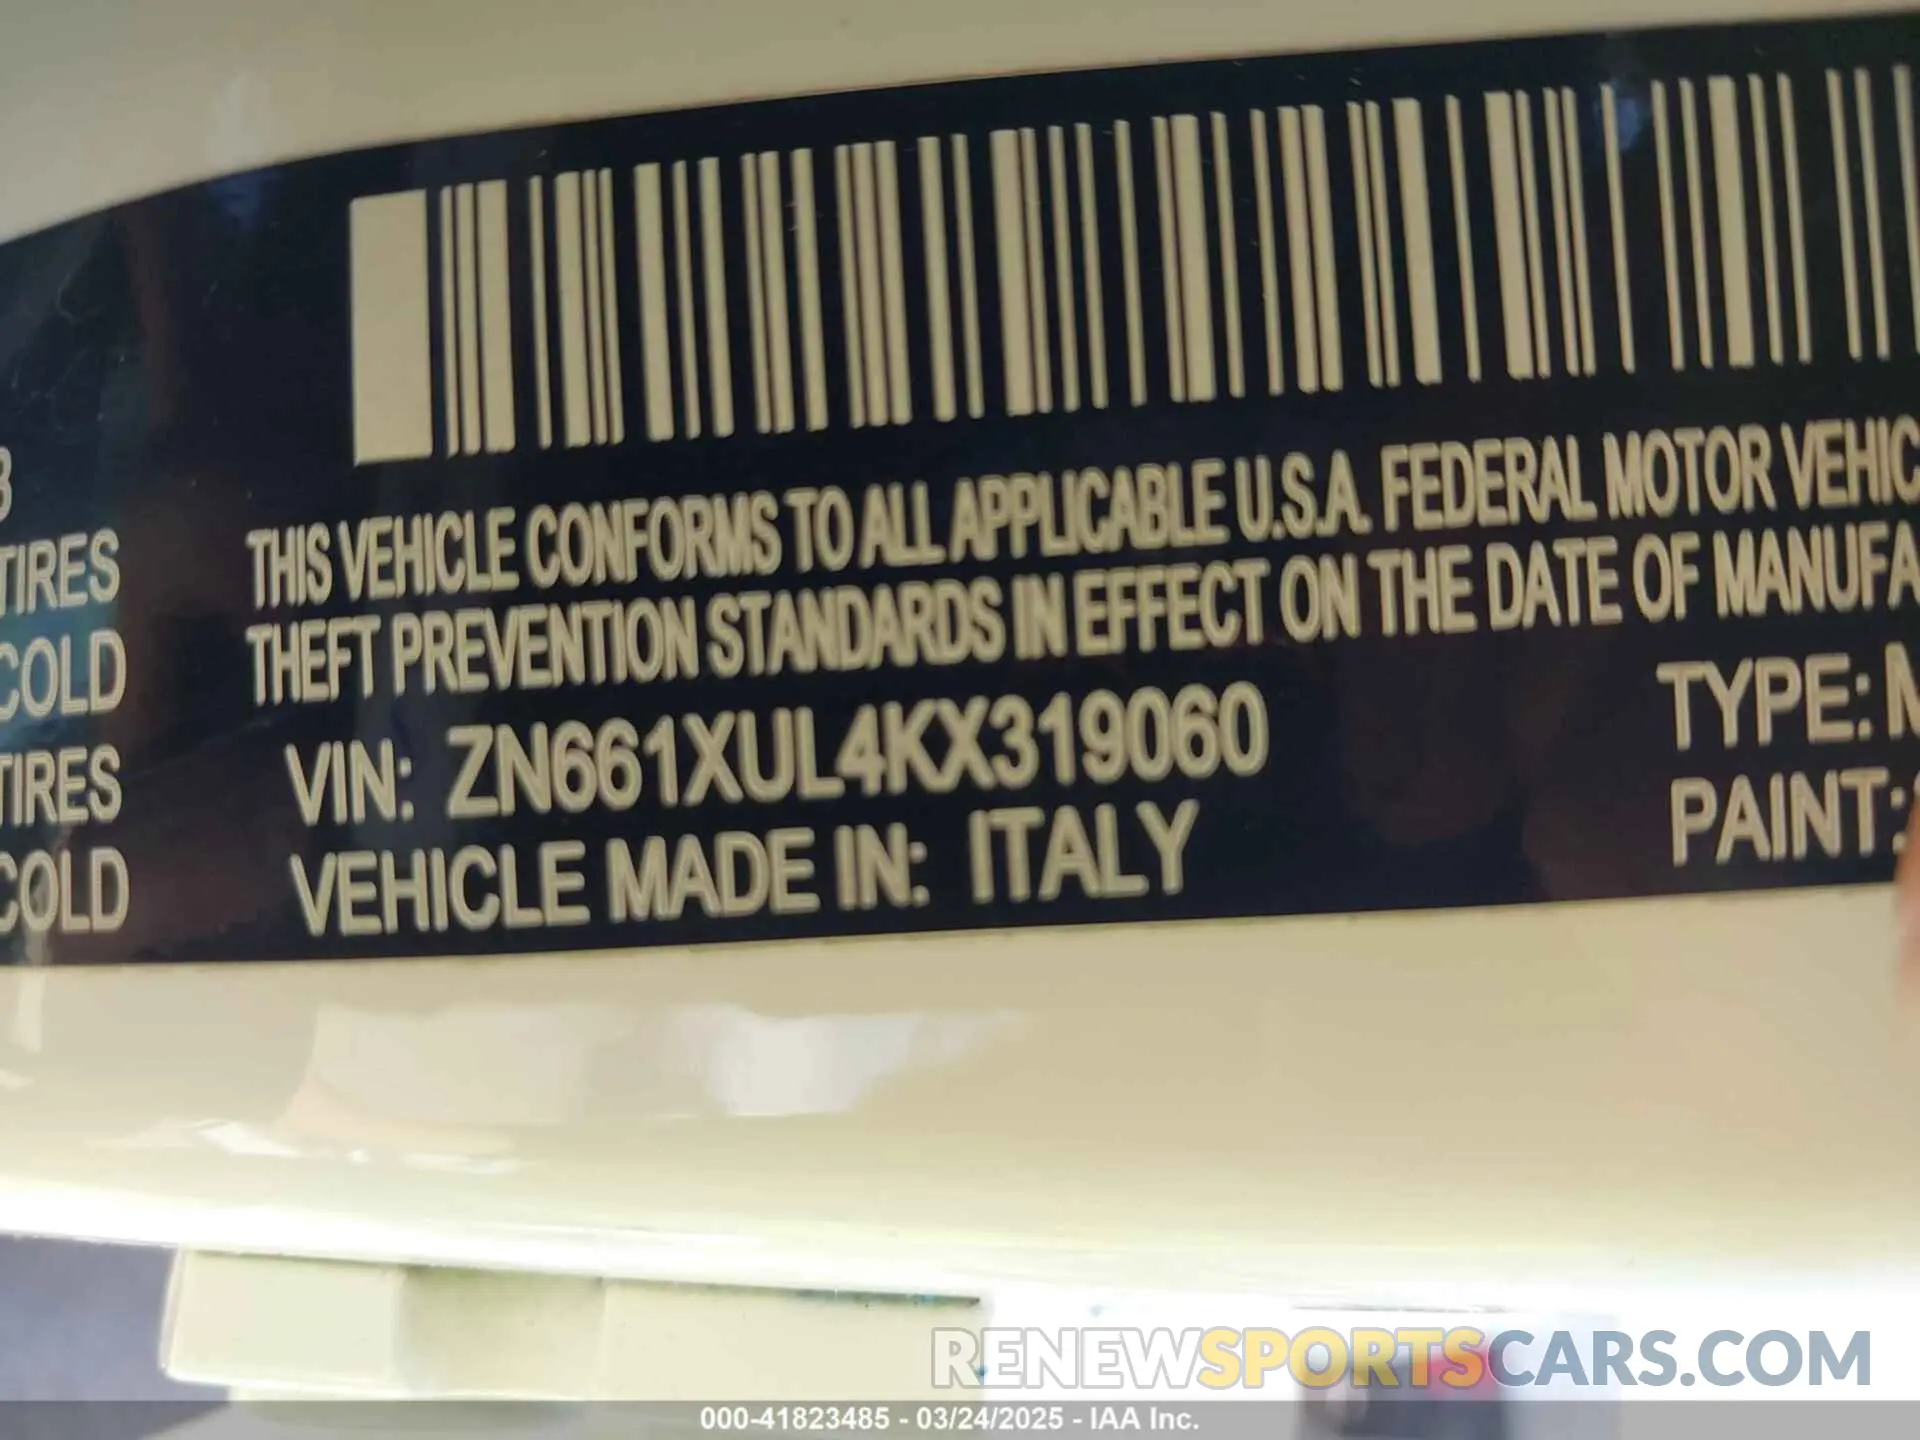 3
TIRES
COLD
TIRES
COLD
THIS VEHICLE CONFORMS TO ALL APPLICABLE U.S.A. FEDERAL MOTOR VEHIC
THEFT PREVENTION STANDARDS IN EFFECT ON THE DATE OF MANUFA
VIN: ZN661XUL4KX319060
TYPE: M
VEHICLE MADE IN: ITALY
PAINT:
RENEWSPORTSCARS.COM
000-41823485 - 03/24/2025 - IAA Inc.